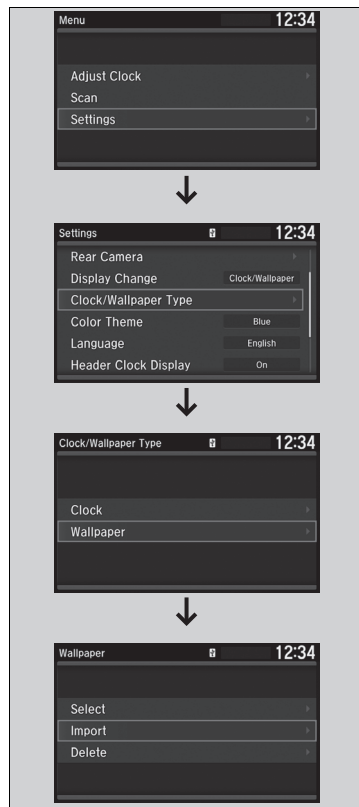 Menu 12:34
Adjust Clock
Scan
Settings
Settings 12:34
Rear Camera
Display Change Clock/Wallpaper
Clock/Wallpaper Type
Color Theme Blue
Language English
Header Clock Display On
Clock/Wallpaper Type 12:34
Clock
Wallpaper
Wallpaper 12:34
Select
Import
Delete